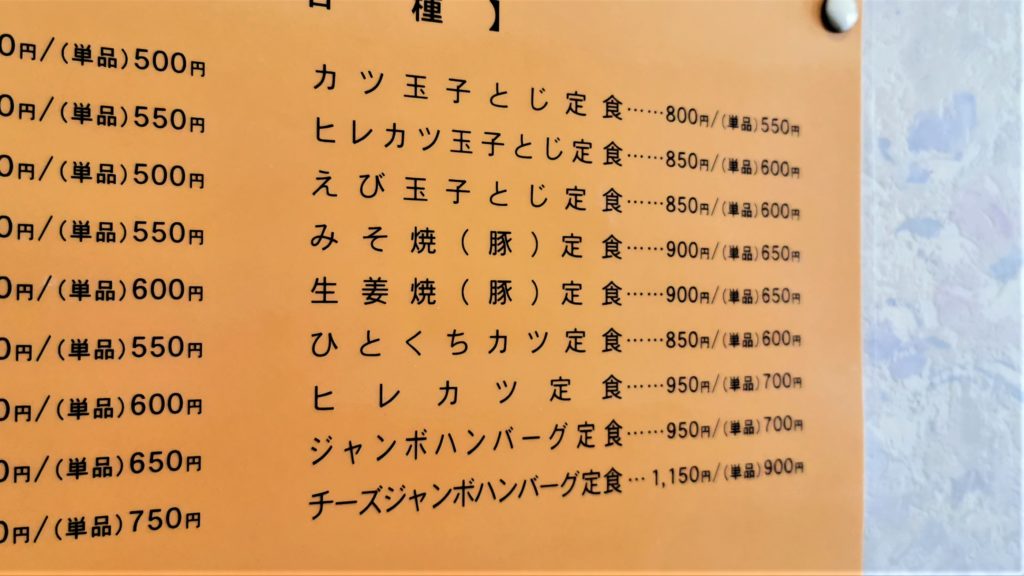 種】
0円/(単品)500円
0円/(単品)550円
0円/(単品)500円
0円/(単品)550円
0円/(単品)600円
0円/(単品)550円
0円/(単品)600円
0円/(単品)650円
0円/(単品)750円
カツ玉子とじ定食……800円/(単品)550円
ヒレカツ玉子とじ定食……850円/(単品)600円
えび玉子とじ定食……850円/(単品)600円
みそ焼(豚)定食……900円/(単品)650円
生姜焼(豚)定食……900円/(単品)650円
ひとくちカツ定食……850円/(単品)600円
ヒレカツ定食……950円/(単品)700円
ジャンボハンバーグ定食……950円/(単品)700円
チーズジャンボハンバーグ定食…1,150円/(単品)900円